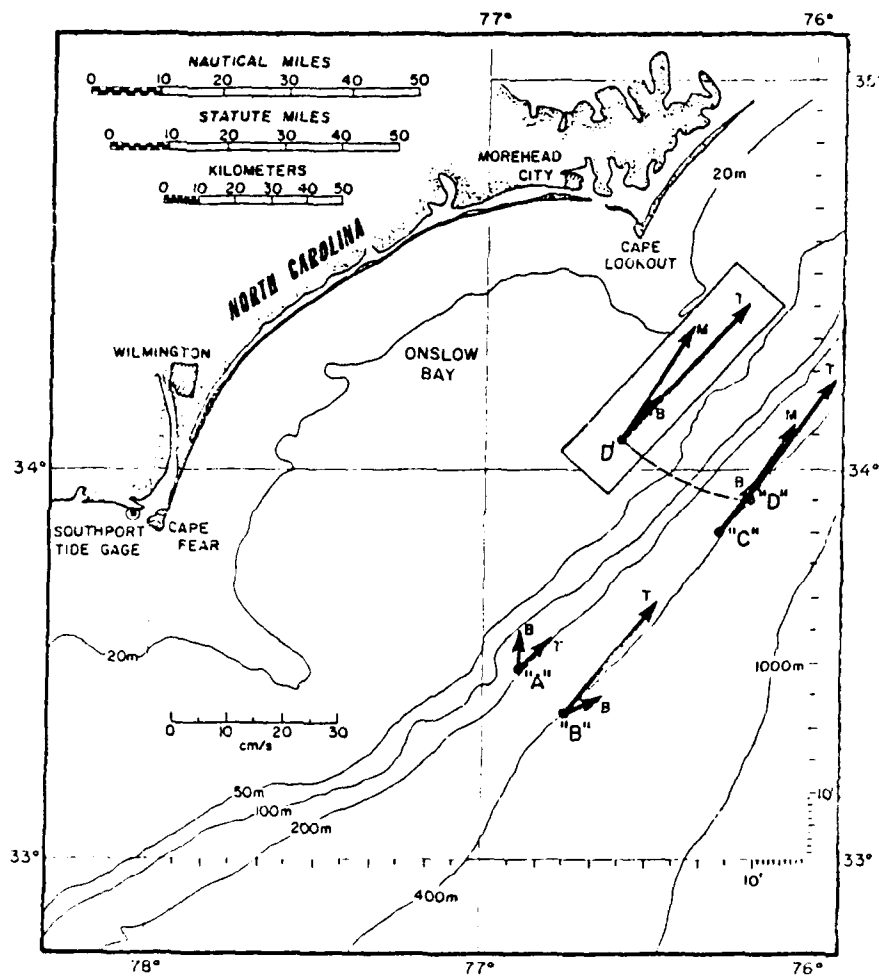 77°
76°
NAUTICAL MILES
0 10 20 30 40 50
STATUTE MILES
0 10 20 30 40 50
KILOMETERS
0 10 20 30 40 50
35°
MOREHEAD
CITY
20m
CAPE
LOOKOUT
NORTH CAROLINA
WILMINGTON
ONSLOW
BAY
M
T
B
D
T
M
B
"D"
"C"
34°
34°
SOUTHPORT
TIDE GAGE
CAPE
FEAR
20m
B
T
"A"
T
B
"B"
1000m
0 10 20 30
cm/s
50m
100m
200m
400m
10'
33°
33°
10'
78°
77°
76°